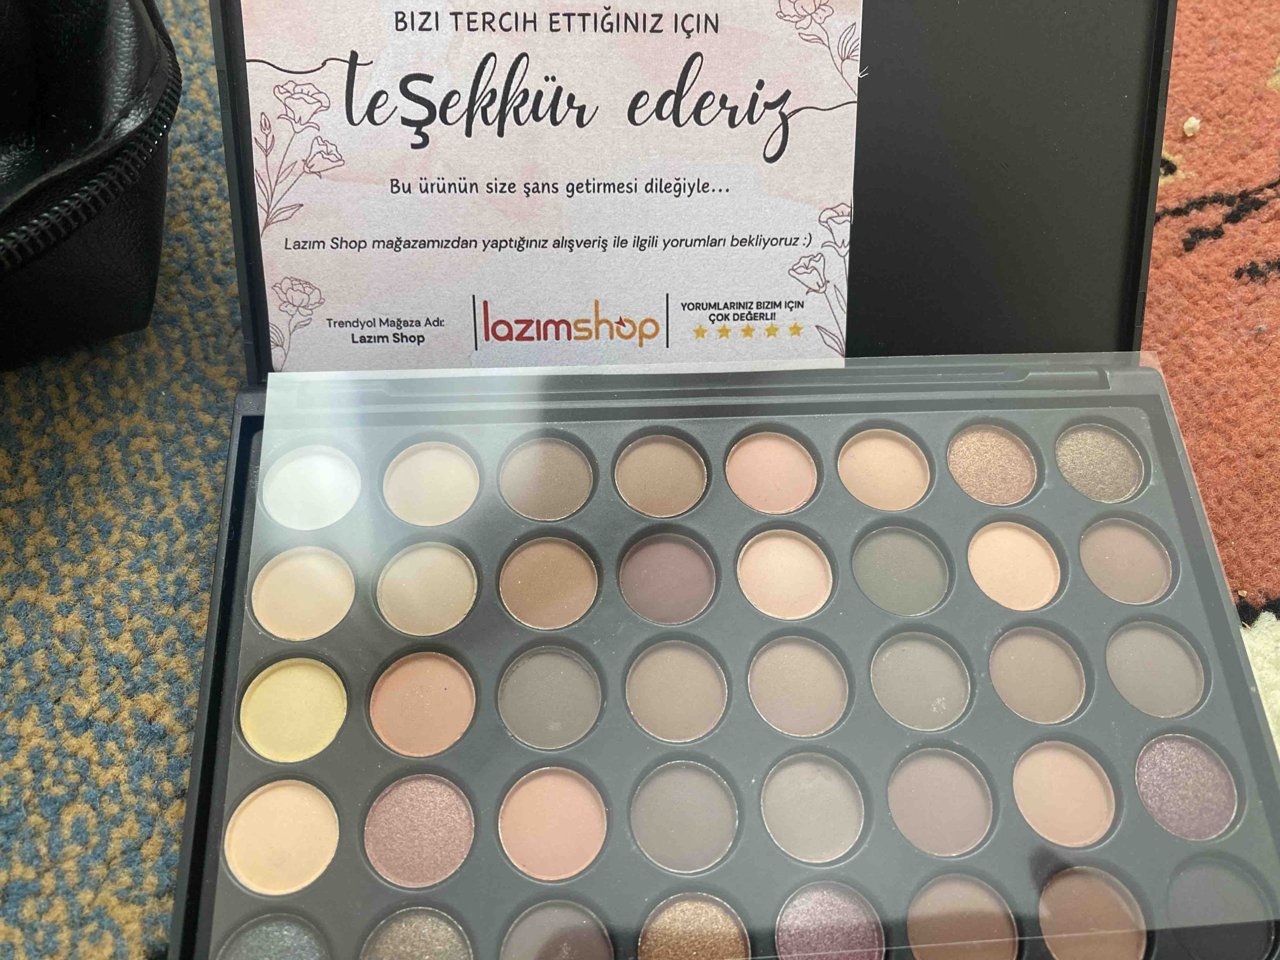 BIZI TERCIH ETTIĞINIZ IÇIN
teşekkür ederiz
Bu ürünün size şans getirmesi dileğiyle...
Lazım Shop mağazamızdan yaptığınız alışveriş ile ilgili yorumları bekliyoruz :)
Trendyol Mağaza Adı:
Lazım Shop
lazımshop
YORUMLARINIZ BIZIM IÇIN
ÇOK DEĞERLI!